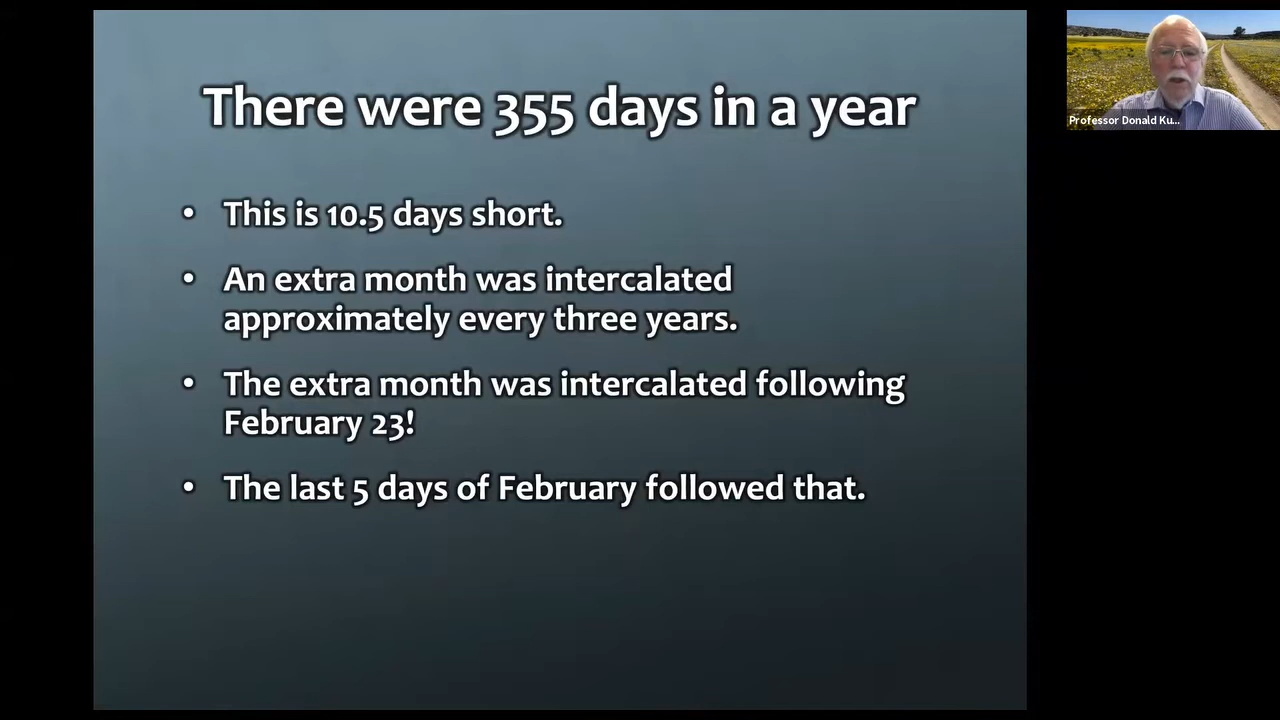 There were 355 days in a year
• This is 10.5 days short.
• An extra month was intercalated
approximately every three years.
• The extra month was intercalated following
February 23!
• The last 5 days of February followed that.
Professor Donald Ku...